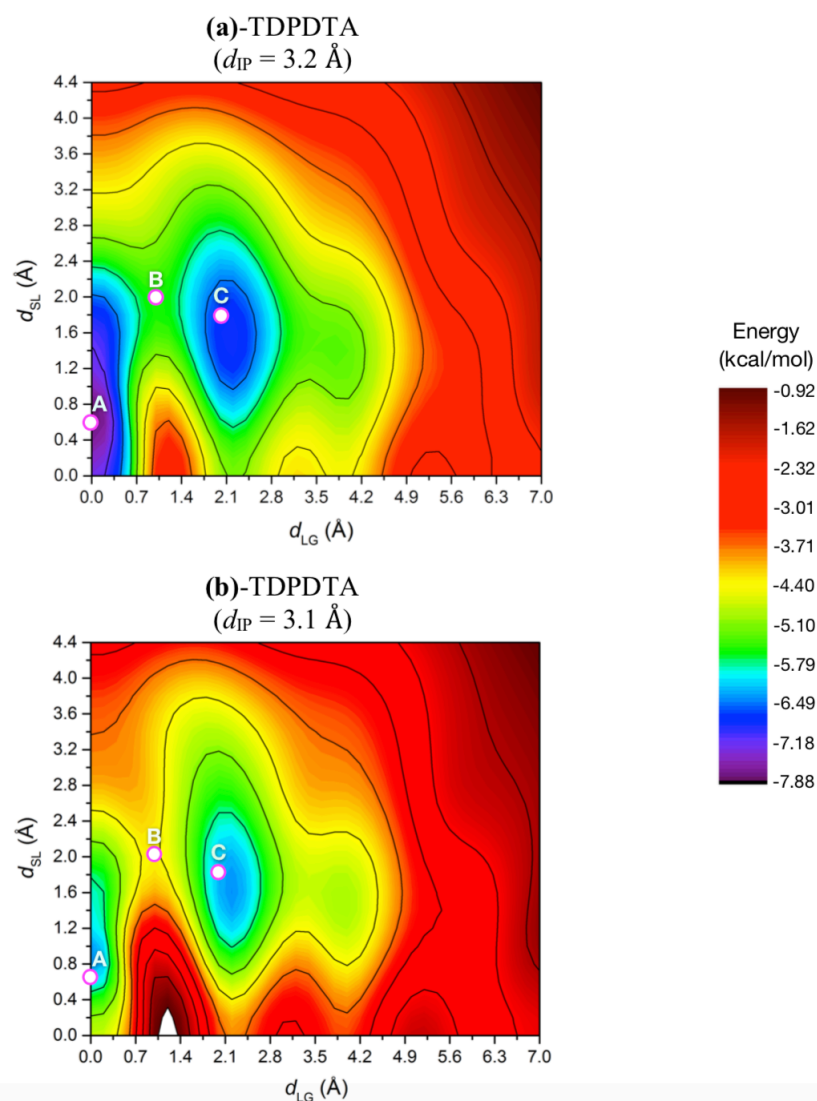 (a)-TDPDTA
(dIP = 3.2 Å)
4.4
4.0
3.6
3.2
2.8
2.4
2.0
1.6
1.2
0.8
0.4
0.0
dSL (Å)
B
C
A
0.0 0.7 1.4 2.1 2.8 3.5 4.2 4.9 5.6 6.3 7.0
dLG (Å)
Energy
(kcal/mol)
-0.92
-1.62
-2.32
-3.01
-3.71
-4.40
-5.10
-5.79
-6.49
-7.18
-7.88
(b)-TDPDTA
(dIP = 3.1 Å)
4.4
4.0
3.6
3.2
2.8
2.4
2.0
1.6
1.2
0.8
0.4
0.0
dSL (Å)
B
C
A
0.0 0.7 1.4 2.1 2.8 3.5 4.2 4.9 5.6 6.3 7.0
dLG (Å)